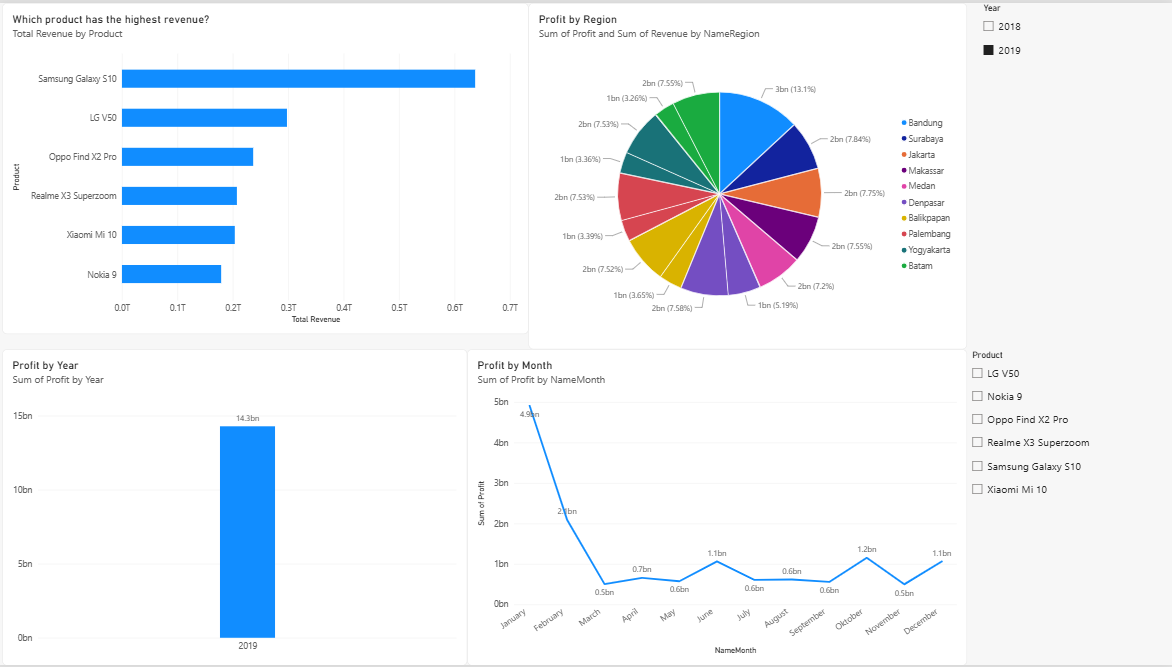 Which product has the highest revenue?
Total Revenue by Product
Product
Samsung Galaxy S10
LG V50
Oppo Find X2 Pro
Realme X3 Superzoom
Xiaomi Mi 10
Nokia 9
0.0T 0.1T 0.2T 0.3T 0.4T 0.5T 0.6T 0.7T
Total Revenue
Profit by Region
Sum of Profit and Sum of Revenue by NameRegion
3bn (13.1%)
2bn (7.84%)
2bn (7.75%)
2bn (7.55%)
2bn (7.2%)
1bn (5.19%)
2bn (7.58%)
1bn (3.65%)
2bn (7.52%)
1bn (3.39%)
2bn (7.53%)
1bn (3.36%)
2bn (7.53%)
1bn (3.26%)
2bn (7.55%)
Bandung
Surabaya
Jakarta
Makassar
Medan
Denpasar
Balikpapan
Palembang
Yogyakarta
Batam
Year
2018
2019
Profit by Year
Sum of Profit by Year
15bn
10bn
5bn
0bn
14.3bn
2019
Profit by Month
Sum of Profit by NameMonth
Sum of Profit
5bn
4bn
3bn
2bn
1bn
0bn
4.9bn
2.1bn
0.5bn
0.7bn
0.6bn
1.1bn
0.6bn
0.6bn
0.6bn
1.2bn
0.5bn
1.1bn
January February March April May June July August September Oktober November December
NameMonth
Product
LG V50
Nokia 9
Oppo Find X2 Pro
Realme X3 Superzoom
Samsung Galaxy S10
Xiaomi Mi 10